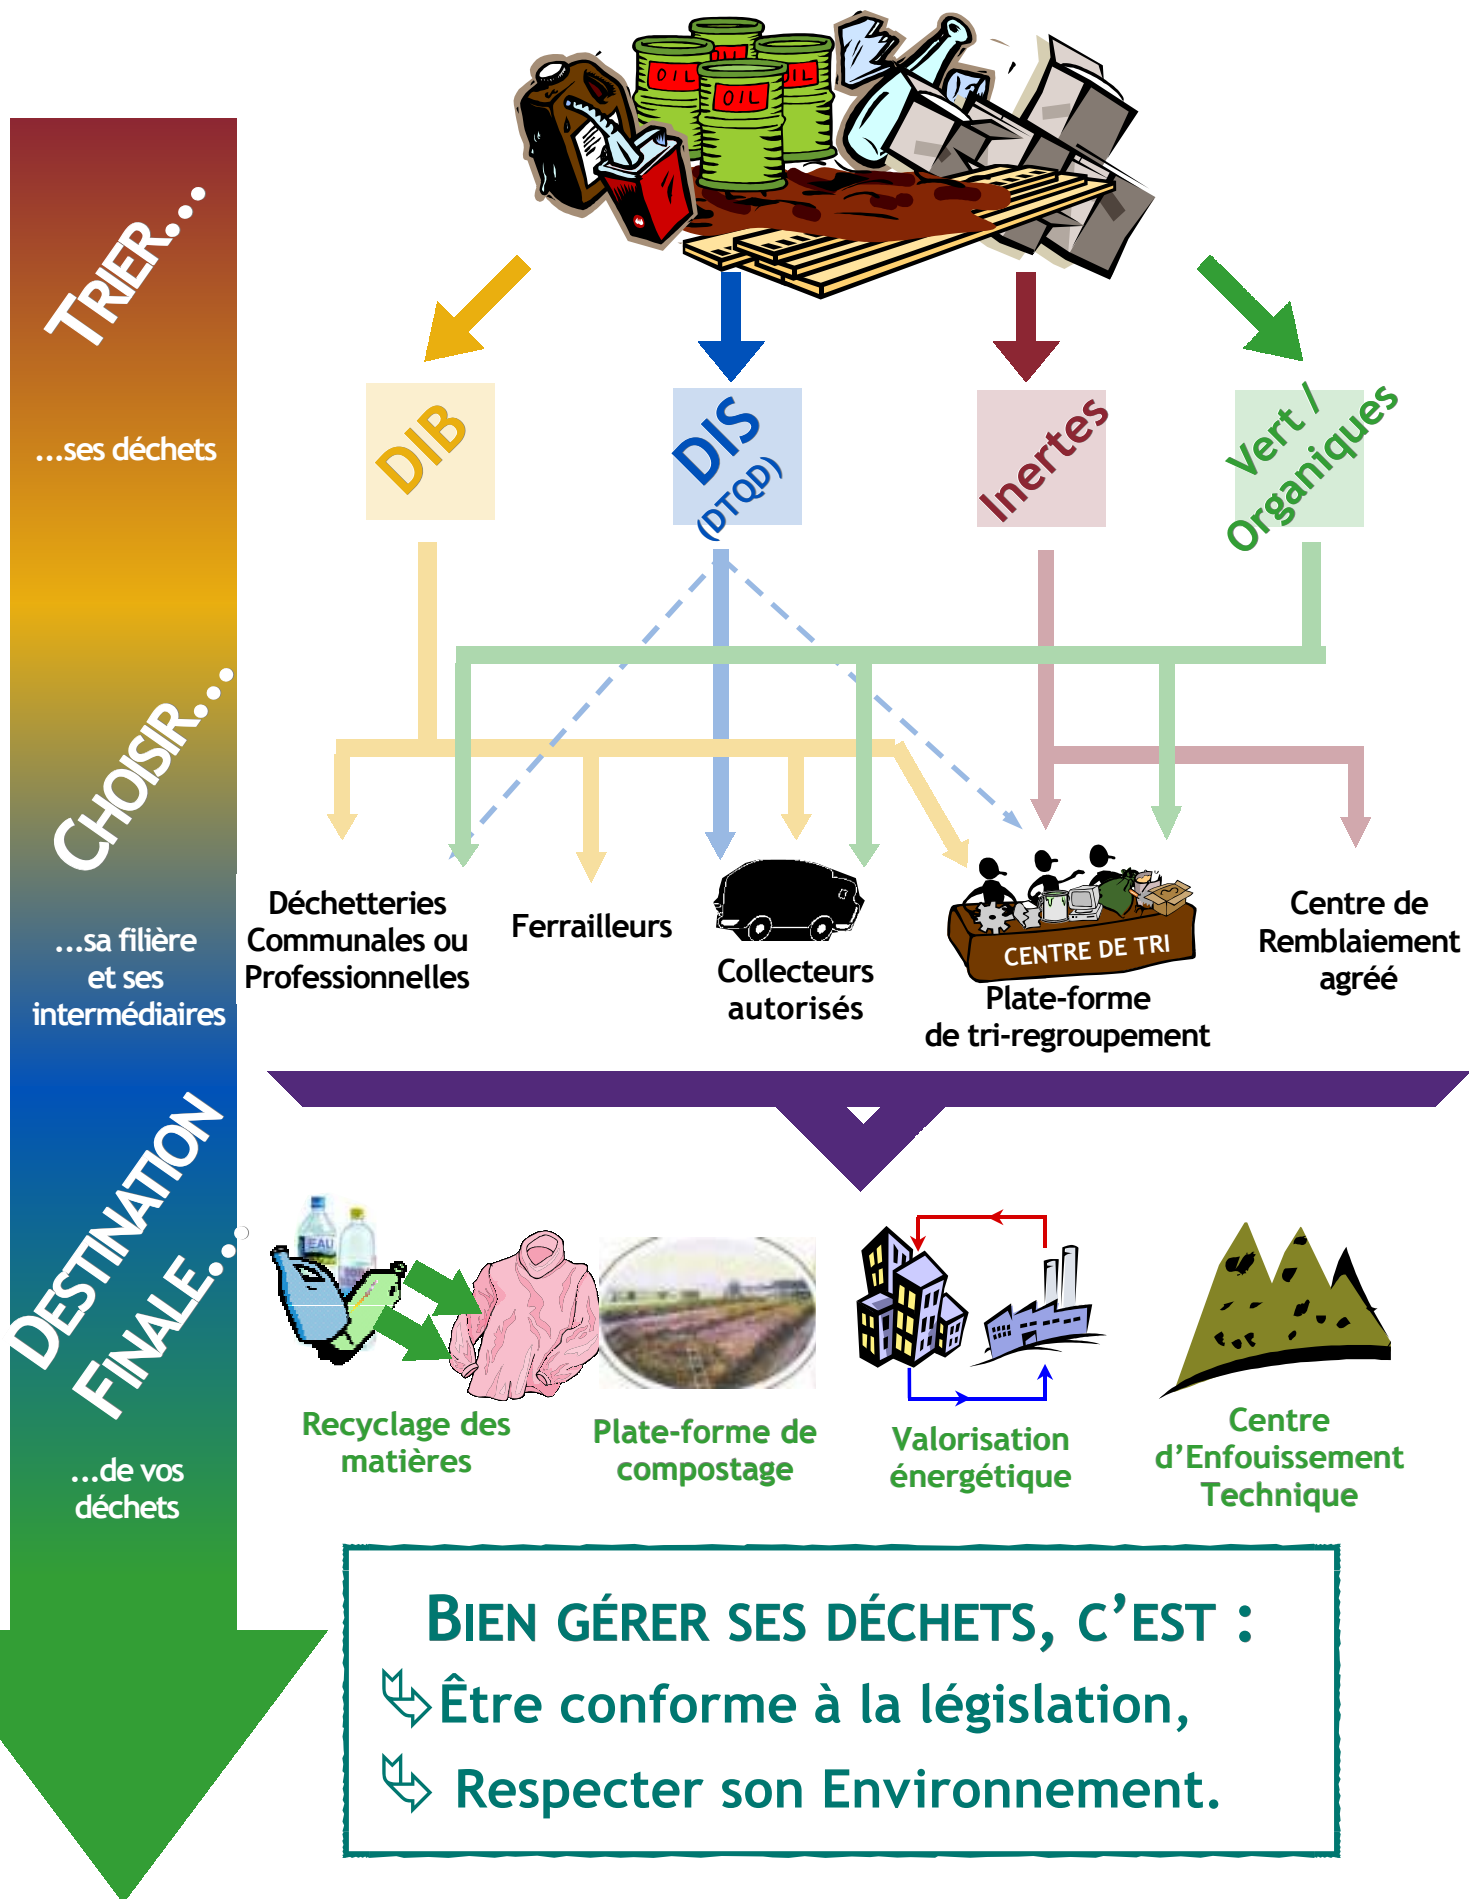 OIL
OIL
OIL
TRIER...
...ses déchets
DIB
DIS
(DTQD)
Inertes
Vert /
Organiques
CHOISIR...
...sa filière
et ses
intermédiaires
Déchetteries
Communales ou
Professionnelles
Ferrailleurs
Collecteurs
autorisés
CENTRE DE TRI
Plate-forme
de tri-regroupement
Centre de
Remblaiement
agréé
DESTINATION
FINALE...
...de vos
déchets
EAU
Recyclage des
matières
Plate-forme de
compostage
Valorisation
énergétique
Centre
d’Enfouissement
Technique
BIEN GÉRER SES DÉCHETS, C’EST :
Être conforme à la législation,
Respecter son Environnement.